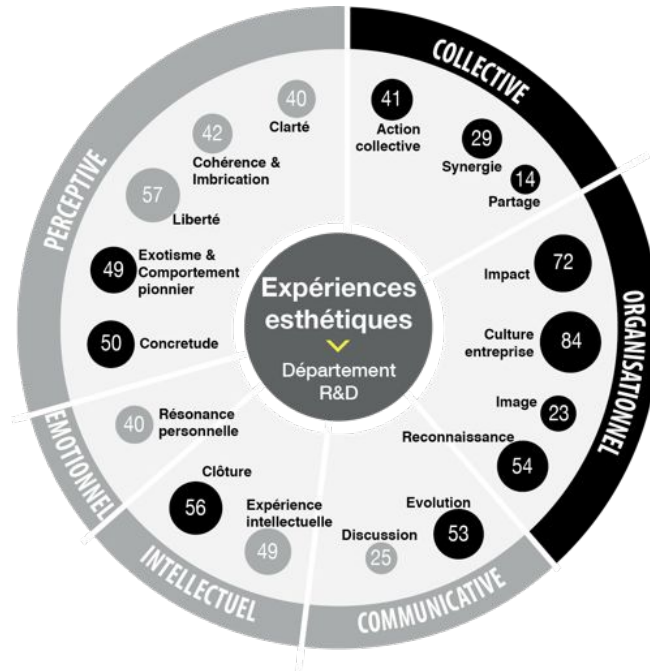 COLLECTIVE
41
Action
collective
29
Synergie
14
Partage
ORGANISATIONNEL
72
Impact
84
Culture
entreprise
23
Image
54
Reconnaissance
COMMUNICATIVE
53
Evolution
25
Discussion
INTELLECTUEL
49
Expérience
intellectuelle
56
Clôture
EMOTIONNEL
40
Résonance
personnelle
PERCEPTIVE
50
Concretude
49
Exotisme &
Comportement
pionnier
57
Liberté
42
Cohérence &
Imbrication
40
Clarté
Expériences
esthétiques
Département
R&D